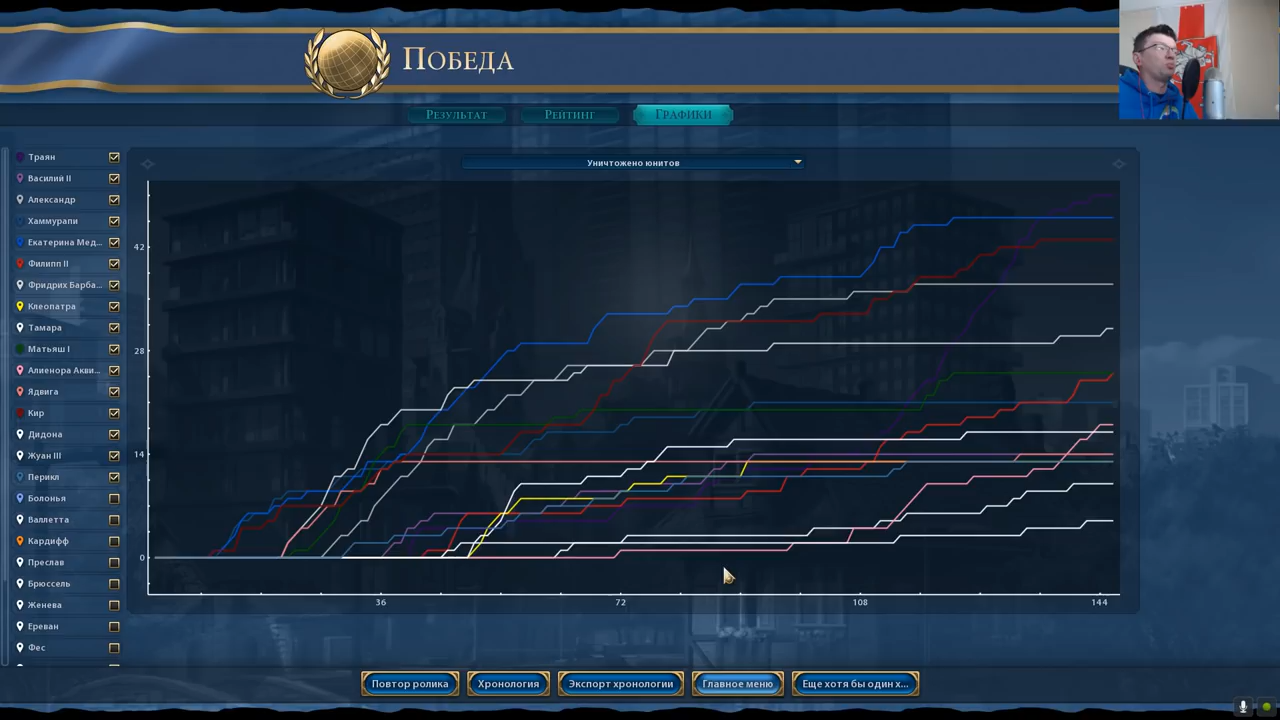 Победа
Результат
Рейтинг
Графики
Уничтожено юнитов
Траян
Василий II
Александр
Хаммурапи
Екатерина Мед...
Филипп II
Фридрих Барба...
Клеопатра
Тамара
Матьяш I
Алиенора Акви...
Ядвига
Кир
Дидона
Жуан III
Перикл
Болонья
Валлетта
Кардифф
Преслав
Брюссель
Женева
Ереван
Фес
42
28
14
0
36
72
108
144
Повтор ролика
Хронология
Экспорт хронологии
Главное меню
Еще хотя бы один х...